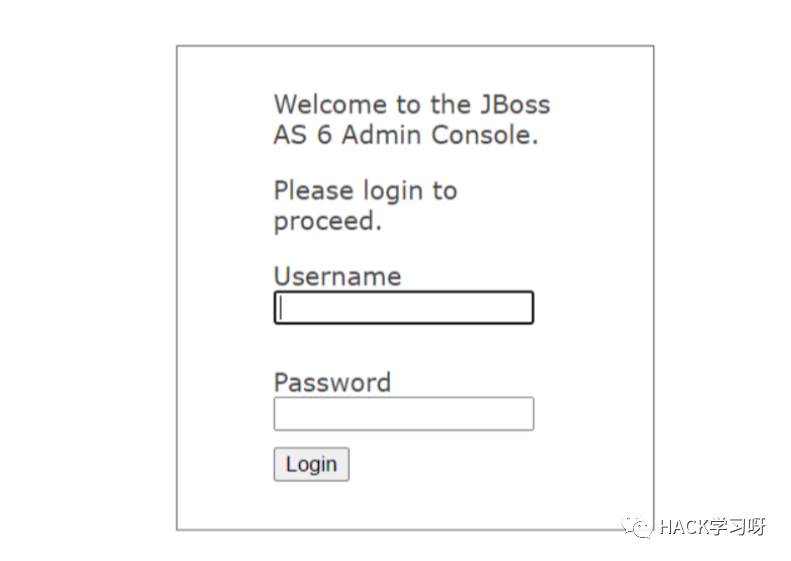 Welcome to the JBoss
AS 6 Admin Console.
Please login to
proceed.
Username
Password
Login
HACK学习呀